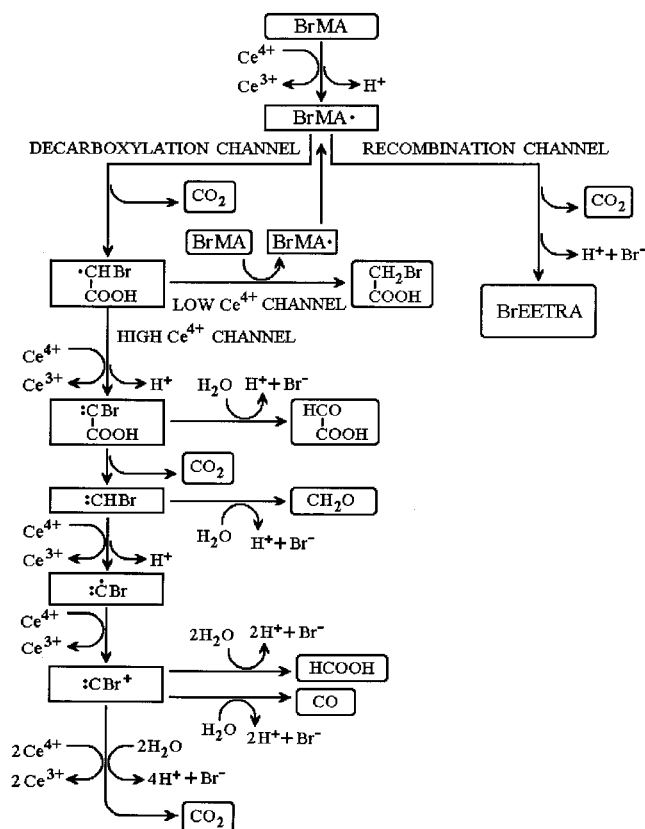 BrMA
Ce⁴⁺
Ce³⁺ H⁺
BrMA·
DECARBOXYLATION CHANNEL RECOMBINATION CHANNEL
CO₂ CO₂
BrMA BrMA·
H⁺ + Br⁻
·CHBr
COOH
CH₂Br
COOH
LOW Ce⁴⁺ CHANNEL
BrEETRA
HIGH Ce⁴⁺ CHANNEL
Ce⁴⁺
Ce³⁺ H⁺
H₂O H⁺ + Br⁻
:CBr
COOH
HCO
COOH
CO₂
:CHBr CH₂O
Ce⁴⁺
H₂O H⁺ + Br⁻
Ce³⁺ H⁺
:ĊBr
Ce⁴⁺
Ce³⁺
2H₂O 2H⁺ + Br⁻
HCOOH
:CBr⁺
CO
H₂O 2H⁺ + Br⁻
2Ce⁴⁺ 2H₂O
2Ce³⁺ 4H⁺ + Br⁻
CO₂